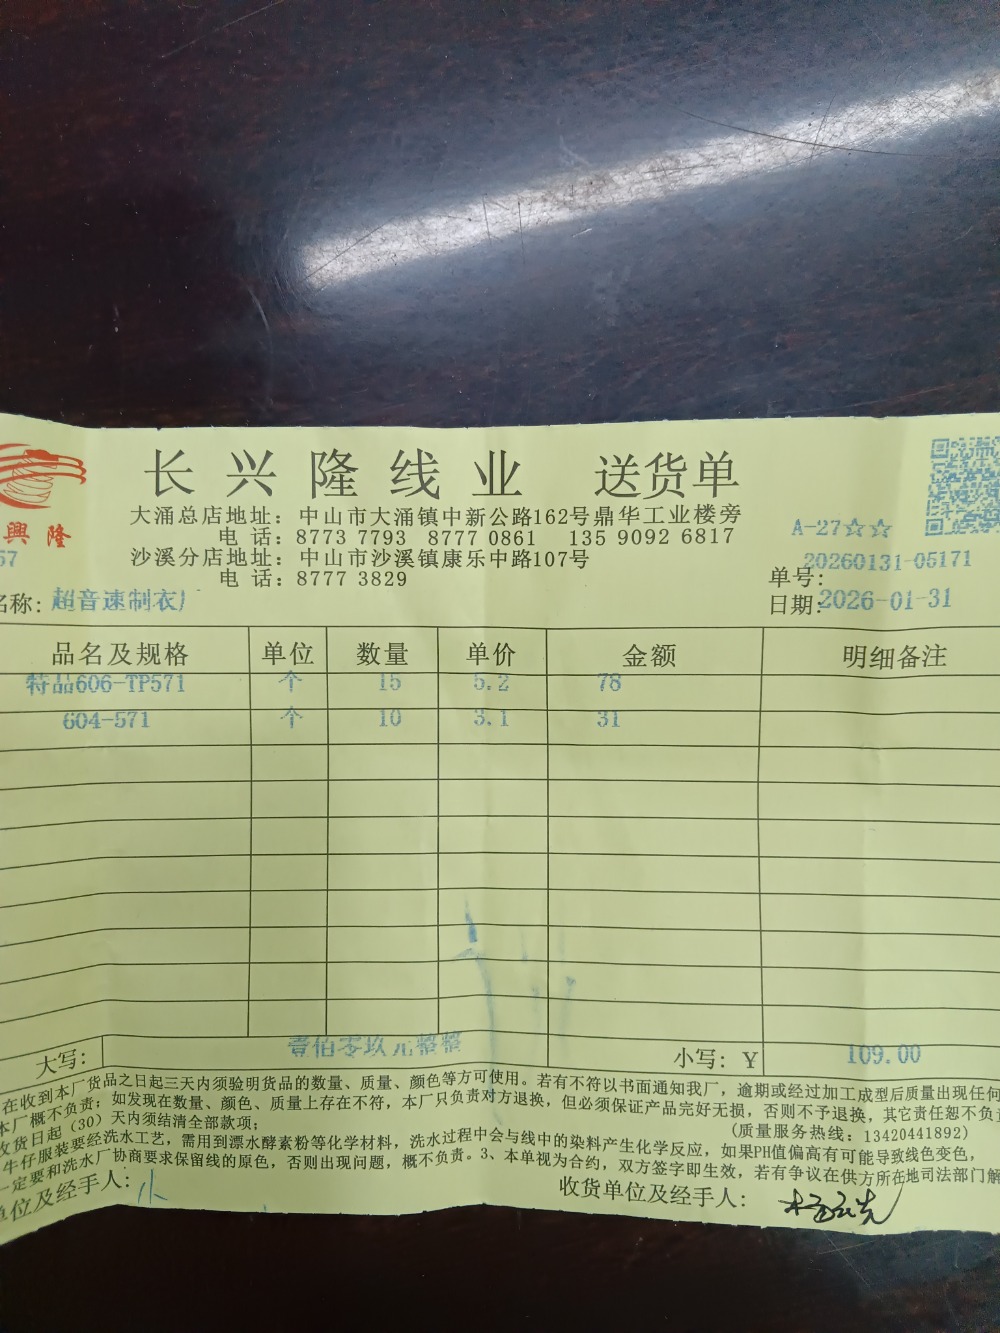 长兴隆线业 送货单
興隆
大涌总店地址：中山市大涌镇中新公路162号鼎华工业楼旁
电 话：8773 7793 8777 0861 135 9092 6817
沙溪分店地址：中山市沙溪镇康乐中路107号
电 话：8777 3829
A-27☆☆
57
单号：20260131-05171
名称：超音速制衣厂
日期：2026-01-31
品名及规格 单位 数量 单价 金额 明细备注
特品606-TP571 个 15 5.2 78
604-571 个 10 3.1 31
大写： 壹佰零玖元整整 小写：Y 109.00
在收到本厂货品之日起三天内须验明货品的数量、质量、颜色等方可使用。若有不符以书面通知我厂，逾期或经过加工成型后质量出现任何
本厂概不负责；如发现在数量、颜色、质量上存在不符，本厂只负责对方退换，但必须保证产品完好无损，否则不予退换，其它责任恕不负
收货日起（30）天内须结清全部款项； (质量服务热线：13420441892)
牛仔服装要经洗水工艺，需用到漂水酵素粉等化学材料，洗水过程中会与线中的染料产生化学反应，如果PH值偏高有可能导致线色变色，
一定要和洗水厂协商要求保留线的原色，否则出现问题，概不负责。3、本单视为合约，双方签字即生效，若有争议在供方所在地司法部门解
单位及经手人： 收货单位及经手人：